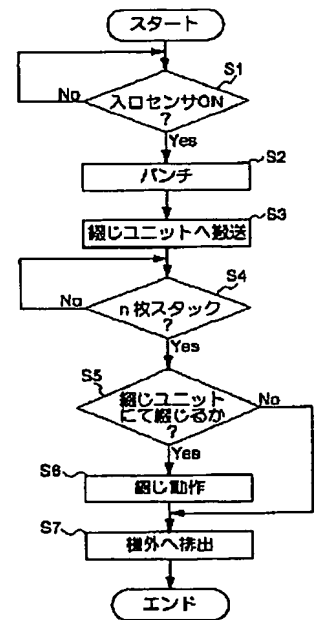 スタート
S1
入口センサON
?
No
Yes
S2
パンチ
S3
綴じユニットへ搬送
S4
n枚スタック
?
No
Yes
S5
綴じユニット
にて綴じるか
?
No
Yes
S6
綴じ動作
S7
機外へ排出
エンド